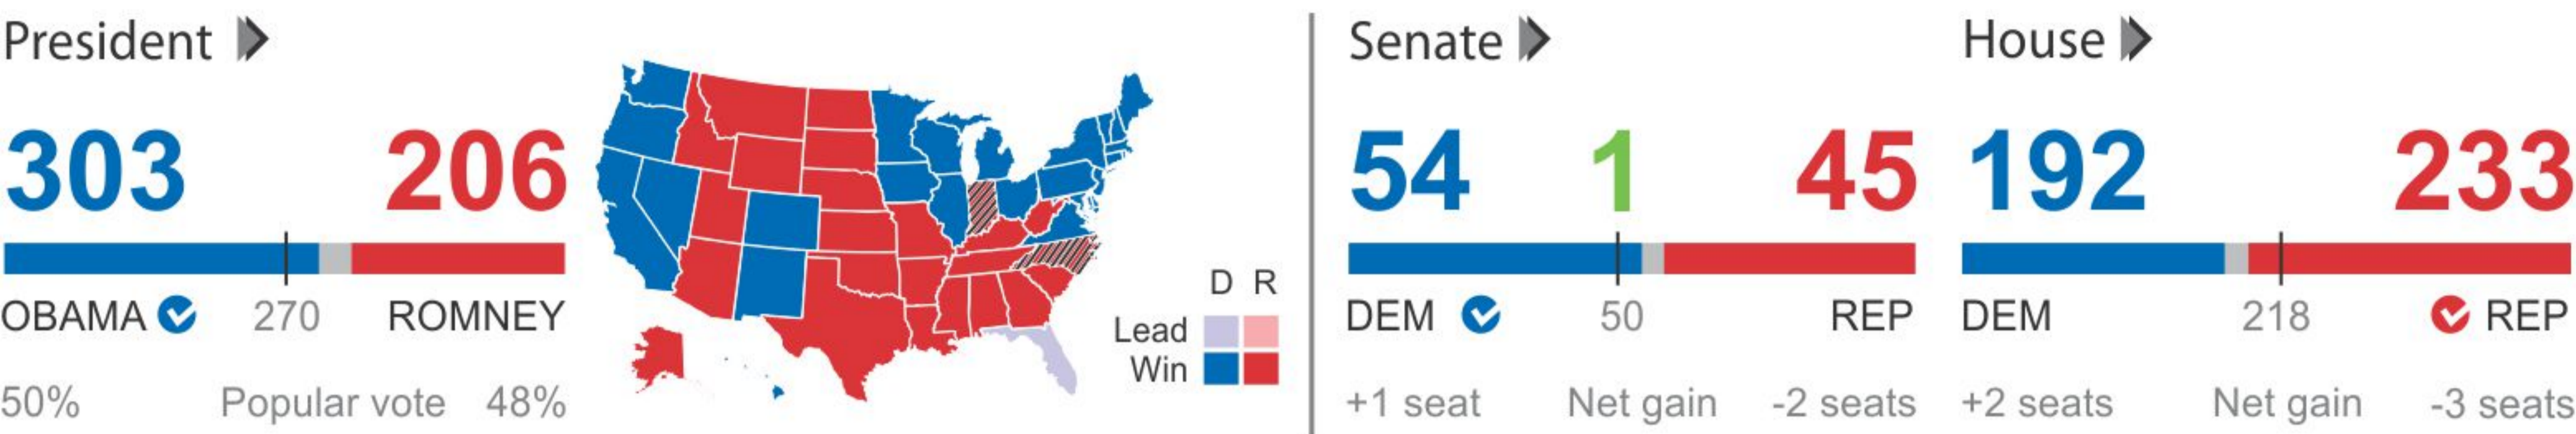 President
303 206
OBAMA 270 ROMNEY
50% Popular vote 48%
D R
Lead
Win
Senate
54 1 45
DEM 50 REP
+1 seat Net gain -2 seats
House
192 233
DEM 218 REP
+2 seats Net gain -3 seats